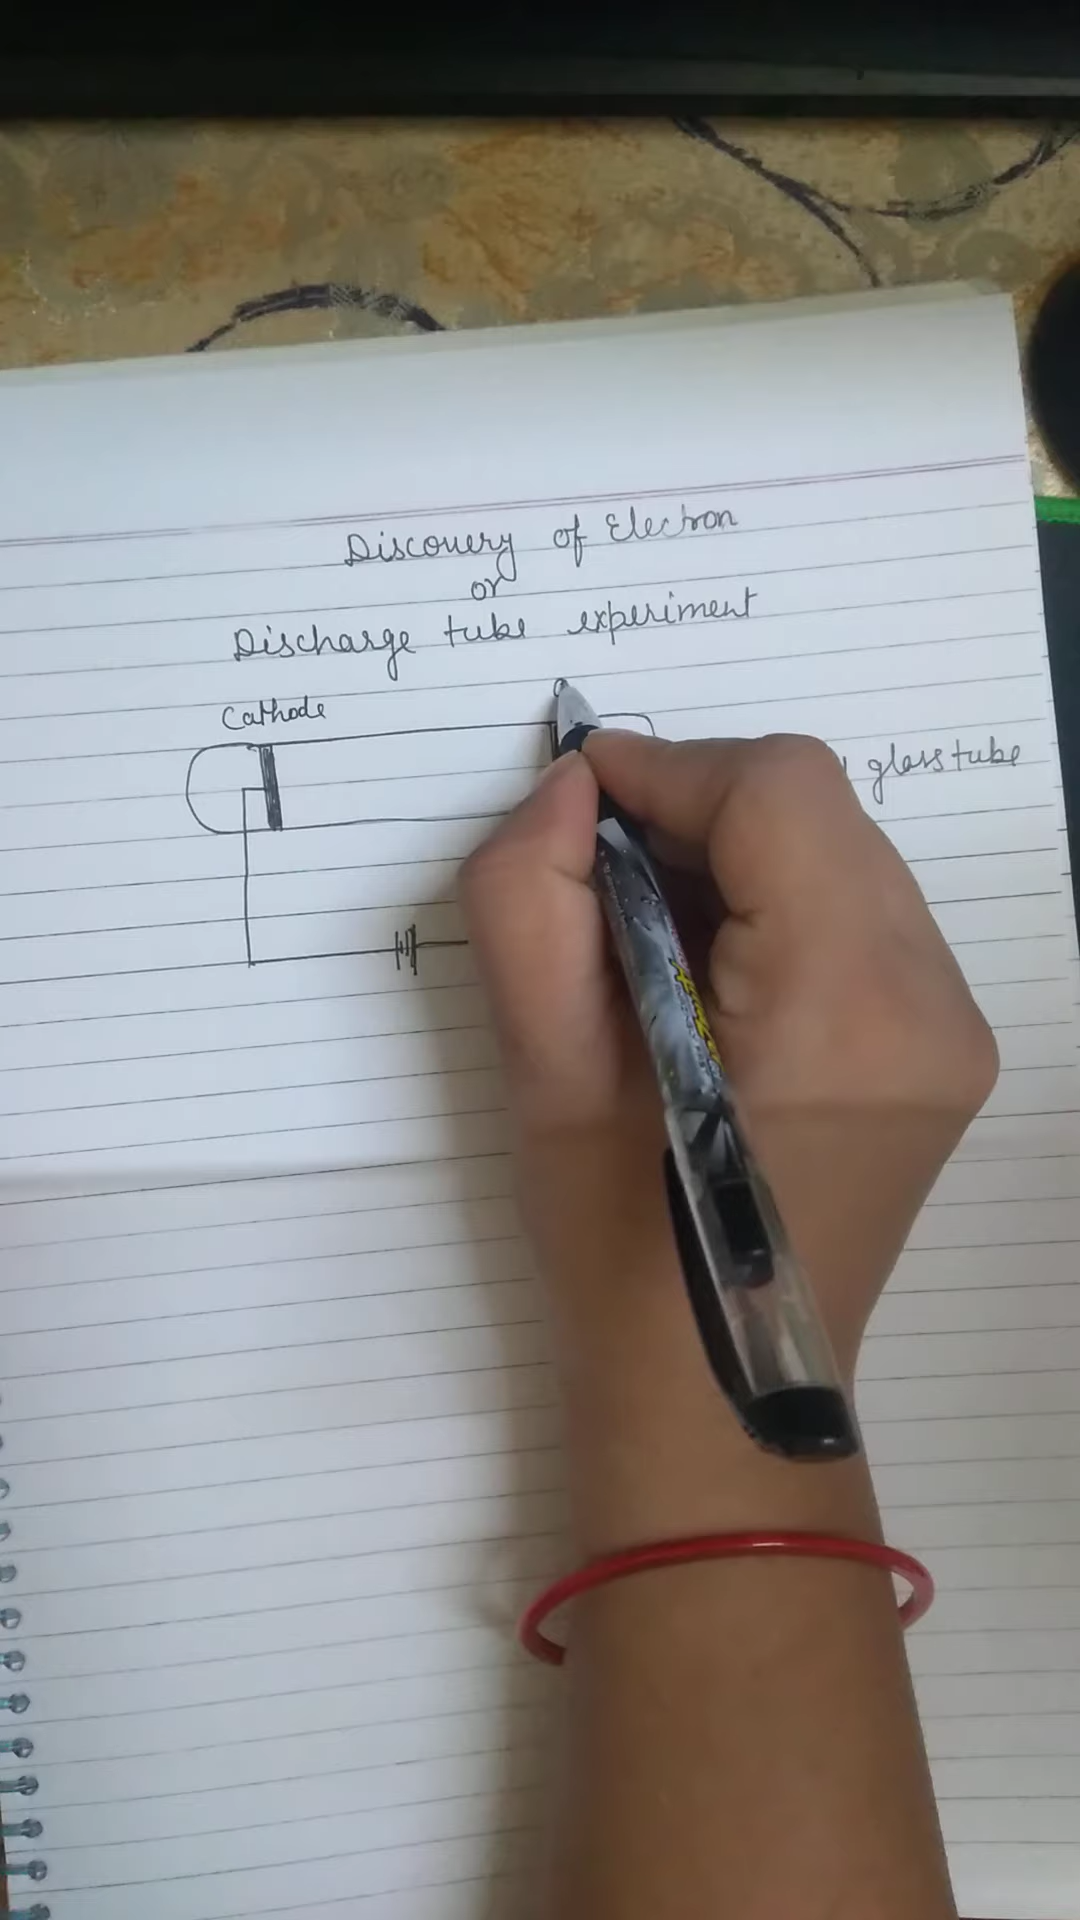 Discovery of Electron
or
Discharge tube experiment
Cathode
glass tube